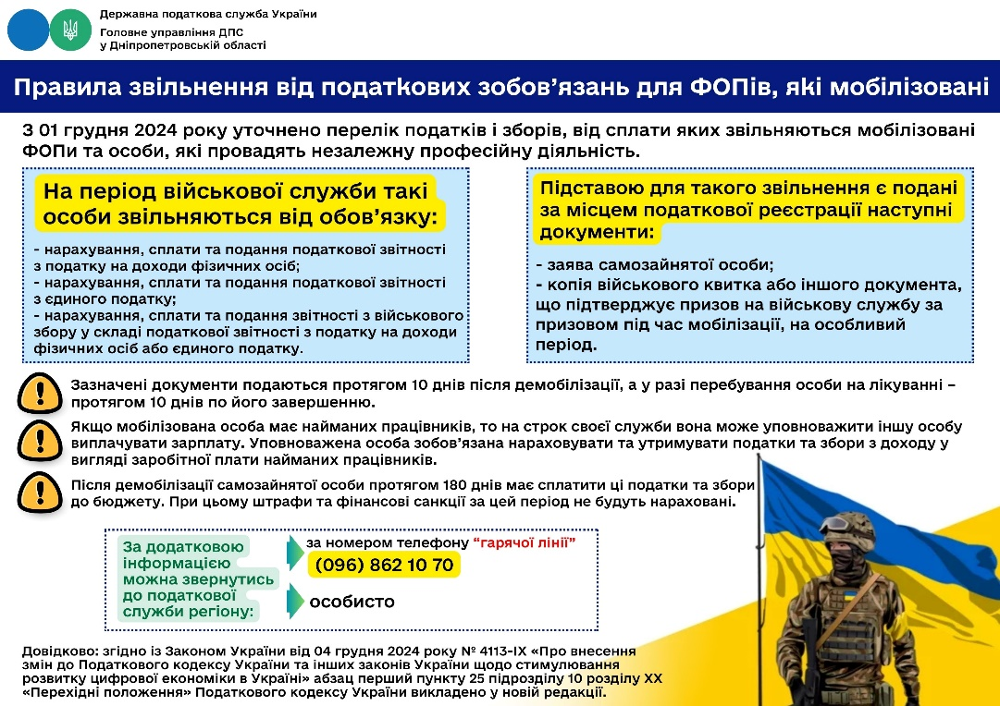 Державна податкова служба України
Головне управління ДПС
у Дніпропетровській області
Правила звільнення від податкових зобов’язань для ФОПів, які мобілізовані
З 01 грудня 2024 року уточнено перелік податків і зборів, від сплати яких звільняються мобілізовані
ФОПи та особи, які провадять незалежну професійну діяльність.
На період військової служби такі
особи звільняються від обов’язку:
- нарахування, сплати та подання податкової звітності
з податку на доходи фізичних осіб;
- нарахування, сплати та подання податкової звітності
з єдиного податку;
- нарахування, сплати та подання звітності з військового
збору у складі податкової звітності з податку на доходи
фізичних осіб або єдиного податку.
Підставою для такого звільнення є подані
за місцем податкової реєстрації наступні
документи:
- заява самозайнятої особи;
- копія військового квитка або іншого документа,
що підтверджує призов на військову службу за
призовом під час мобілізації, на особливий
період.
Зазначені документи подаються протягом 10 днів після демобілізації, а у разі перебування особи на лікуванні –
протягом 10 днів по його завершенню.
Якщо мобілізована особа має найманих працівників, то на строк своєї служби вона може уповноважити іншу особу
виплачувати зарплату. Уповноважена особа зобов’язана нараховувати та утримувати податки та збори з доходу у
вигляді заробітної плати найманих працівників.
Після демобілізації самозайнятої особи протягом 180 днів має сплатити ці податки та збори
до бюджету. При цьому штрафи та фінансові санкції за цей період не будуть нараховані.
За додатковою
інформацією
можна звернутись
до податкової
служби регіону:
за номером телефону “гарячої лінії”
(096) 862 10 70
особисто
Довідково: згідно із Законом України від 04 грудня 2024 року № 4113-IX «Про внесення
змін до Податкового кодексу України та інших законів України щодо стимулювання
розвитку цифрової економіки в Україні» абзац перший пункту 25 підрозділу 10 розділу ХХ
«Перехідні положення» Податкового кодексу України викладено у новій редакції.